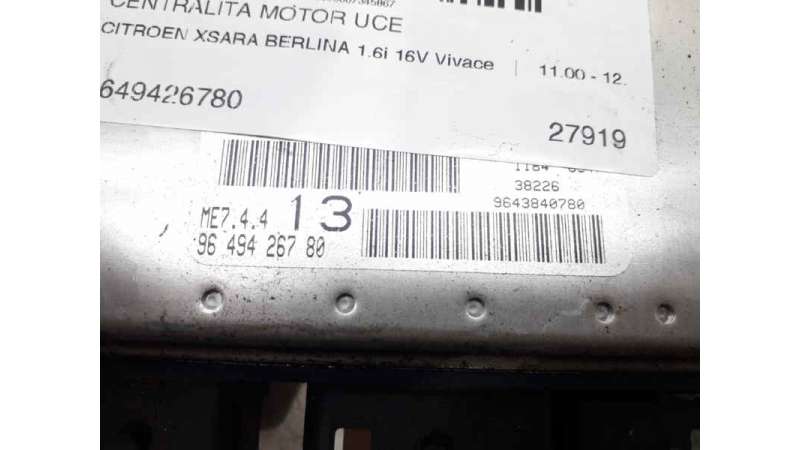 CENTRALITA MOTOR UCE
CITROEN XSARA BERLINA 1.6i 16V Vivace | 11.00 - 12.
649426780
27919
38226
9643840780
ME7.4.4 13
96 494 267 80